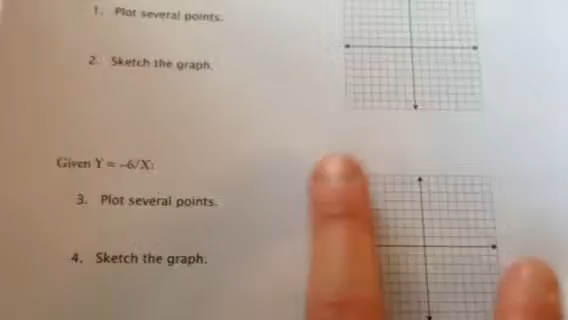 1. Plot several points.
2. Sketch the graph.
Given Y = -6/X:
3. Plot several points.
4. Sketch the graph.